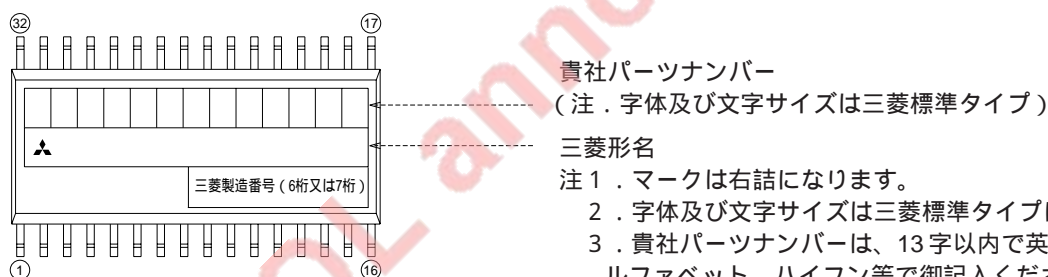 32 17
貴社パーツナンバー
(注．字体及び文字サイズは三菱標準タイプ)
三菱形名
三菱製造番号(6桁又は7桁)
注1．マークは右詰になります。
2．字体及び文字サイズは三菱標準タイプ
3．貴社パーツナンバーは、13字以内で英
ルファベット、ハイフン等で御記入くだ
1 16
EOL anno